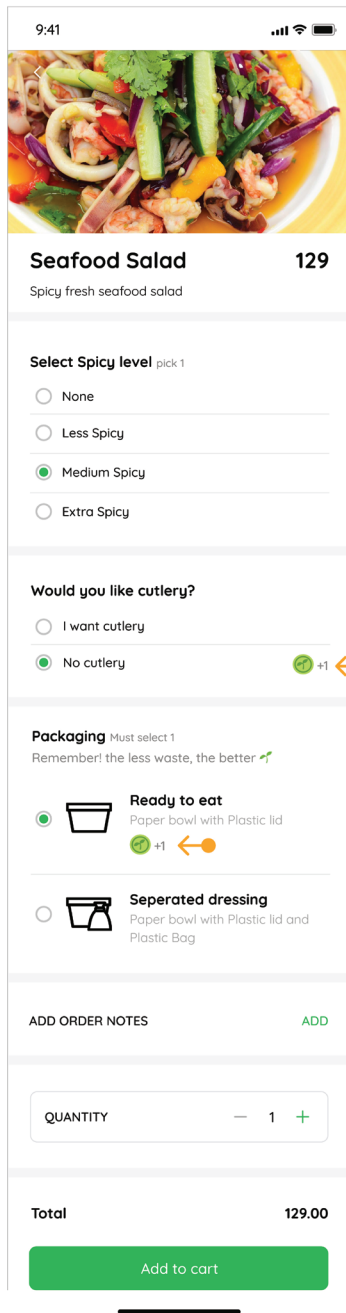 9:41
Seafood Salad 129
Spicy fresh seafood salad
Select Spicy level pick 1
None
Less Spicy
Medium Spicy
Extra Spicy
Would you like cutlery?
I want cutlery
No cutlery +1
Packaging Must select 1
Remember! the less waste, the better
Ready to eat
Paper bowl with Plastic lid
+1
Seperated dressing
Paper bowl with Plastic lid and
Plastic Bag
ADD ORDER NOTES ADD
QUANTITY — 1 +
Total 129.00
Add to cart